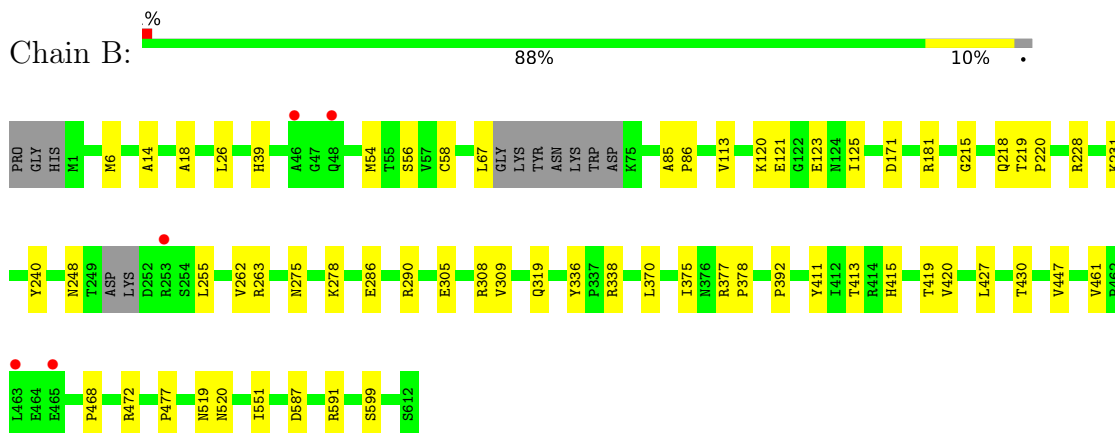 .%
Chain B:
88% 10% •
PRO GLY HIS M1 M6 A14 A18 L26 H39 A46 G47 Q48 M54 T55 S56 V57 C58 L67 GLY LYS TYR ASN LYS TRP ASP K75 A85 P86 V113 K120 E121 G122 E123 N124 I125 D171 R181 G215 Q218 T219 P220 R228 K231
Y240 N248 T249 ASP LYS D252 R253 S254 L255 V262 R263 N275 K278 E286 R290 E305 R308 V309 Q319 Y336 P337 R338 L370 I375 N376 R377 P378 P392 Y411 I412 T413 R414 H415 T419 V420 L427 T430 V447 V461 R462
L463 E464 E465 P468 R472 P477 N519 N520 I551 D587 R591 S599 S612